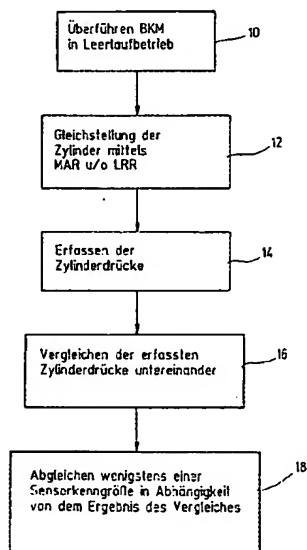 Überführen BKM
in Leerlaufbetrieb
10
Gleichstellung der
Zylinder mittels
MAR u/o LRR
12
Erfassen der
Zylinderdrücke
14
Vergleichen der erfassten
Zylinderdrücke untereinander
16
Abgleichen wenigstens einer
Sensorkenngröße in Abhängigkeit
von dem Ergebnis des Vergleiches
18